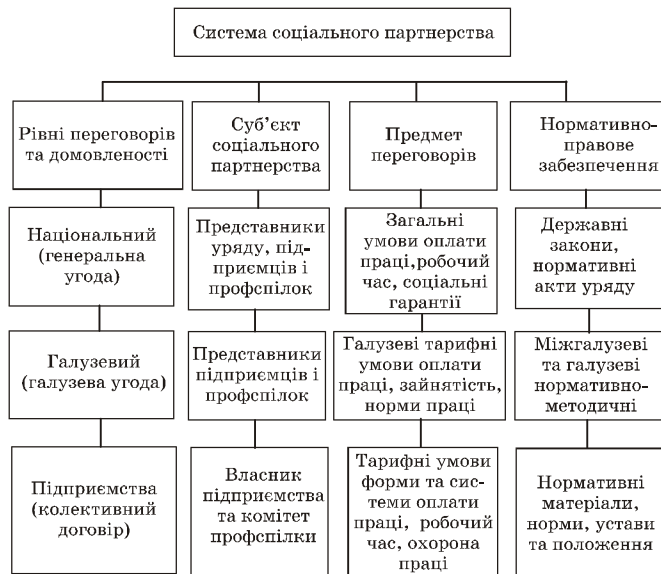 Система соціального партнерства
Рівні переговорів
та домовленості
Суб’єкт
соціального
партнерства
Предмет
переговорів
Нормативно-
правове
забезпечення
Національний
(генеральна
угода)
Представники
уряду, під-
приємців і
профспілок
Загальні
умови оплати
праці,робочий
час, соціальні
гарантії
Державні
закони,
нормативні
акти уряду
Галузевий
(галузева угода)
Представники
підприємців і
профспілок
Галузеві тарифні
умови оплати
праці, зайнятість,
норми праці
Міжгалузеві
та галузеві
нормативно-
методичні
Підприємства
(колективний
договір)
Власник
підприємства
та комітет
профспілки
Тарифні умови
форми та сис-
теми оплати
праці, робочий
час, охорона
праці
Нормативні
матеріали,
норми, устави
та положення